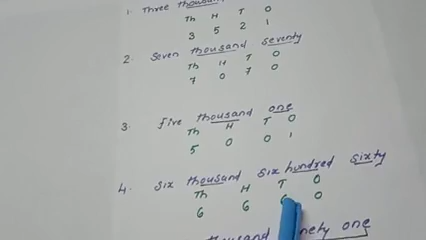 1. Three thousand
Th H T O
3 5 2 1
2. Seven thousand seventy
Th H T O
7 0 7 0
3. Five thousand one
Th H T O
5 0 0 1
4. Six thousand six hundred sixty
Th H T O
6 6 6 0
thousand ninety one